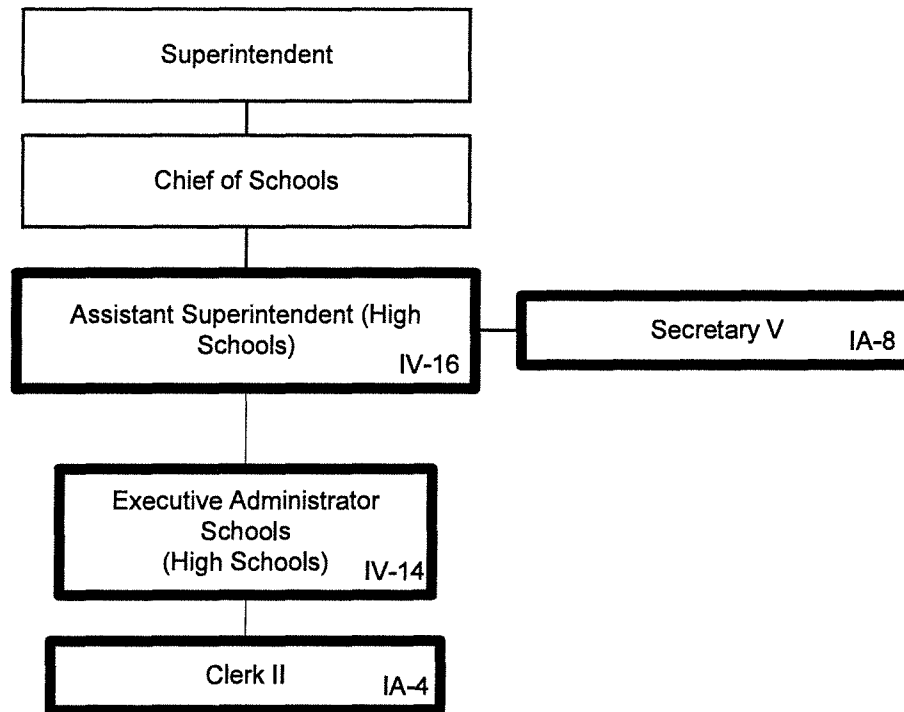 Superintendent
Chief of Schools
Assistant Superintendent (High
Schools)
IV-16
Secretary V
IA-8
Executive Administrator
Schools
(High Schools)
IV-14
Clerk II
IA-4